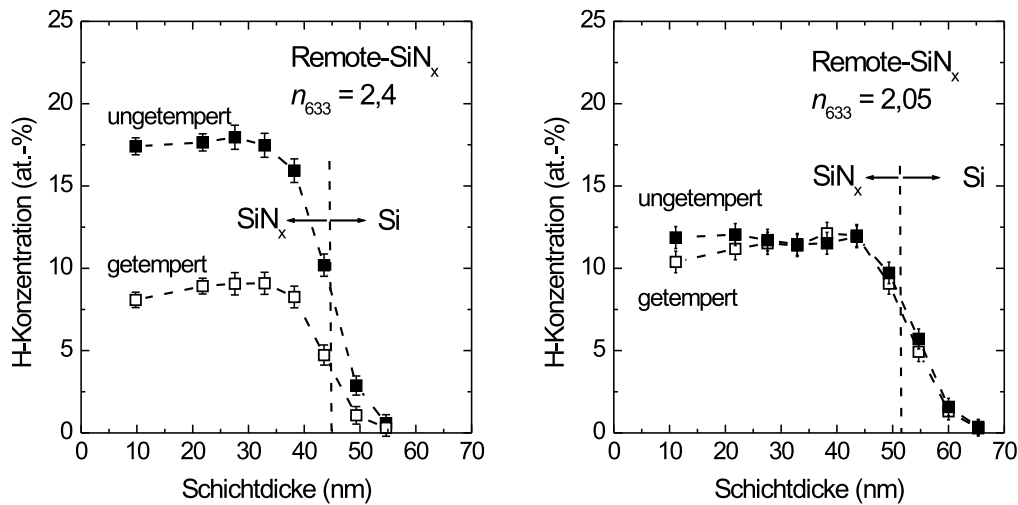 25
20
15
10
5
0
H-Konzentration (at.-%)
Remote-SiNₓ
n₆₃₃ = 2,4
ungetempert
SiNₓ
Si
getempert
0 10 20 30 40 50 60 70
Schichtdicke (nm)
25
20
15
10
5
0
H-Konzentration (at.-%)
Remote-SiNₓ
n₆₃₃ = 2,05
SiNₓ
Si
ungetempert
getempert
0 10 20 30 40 50 60 70
Schichtdicke (nm)